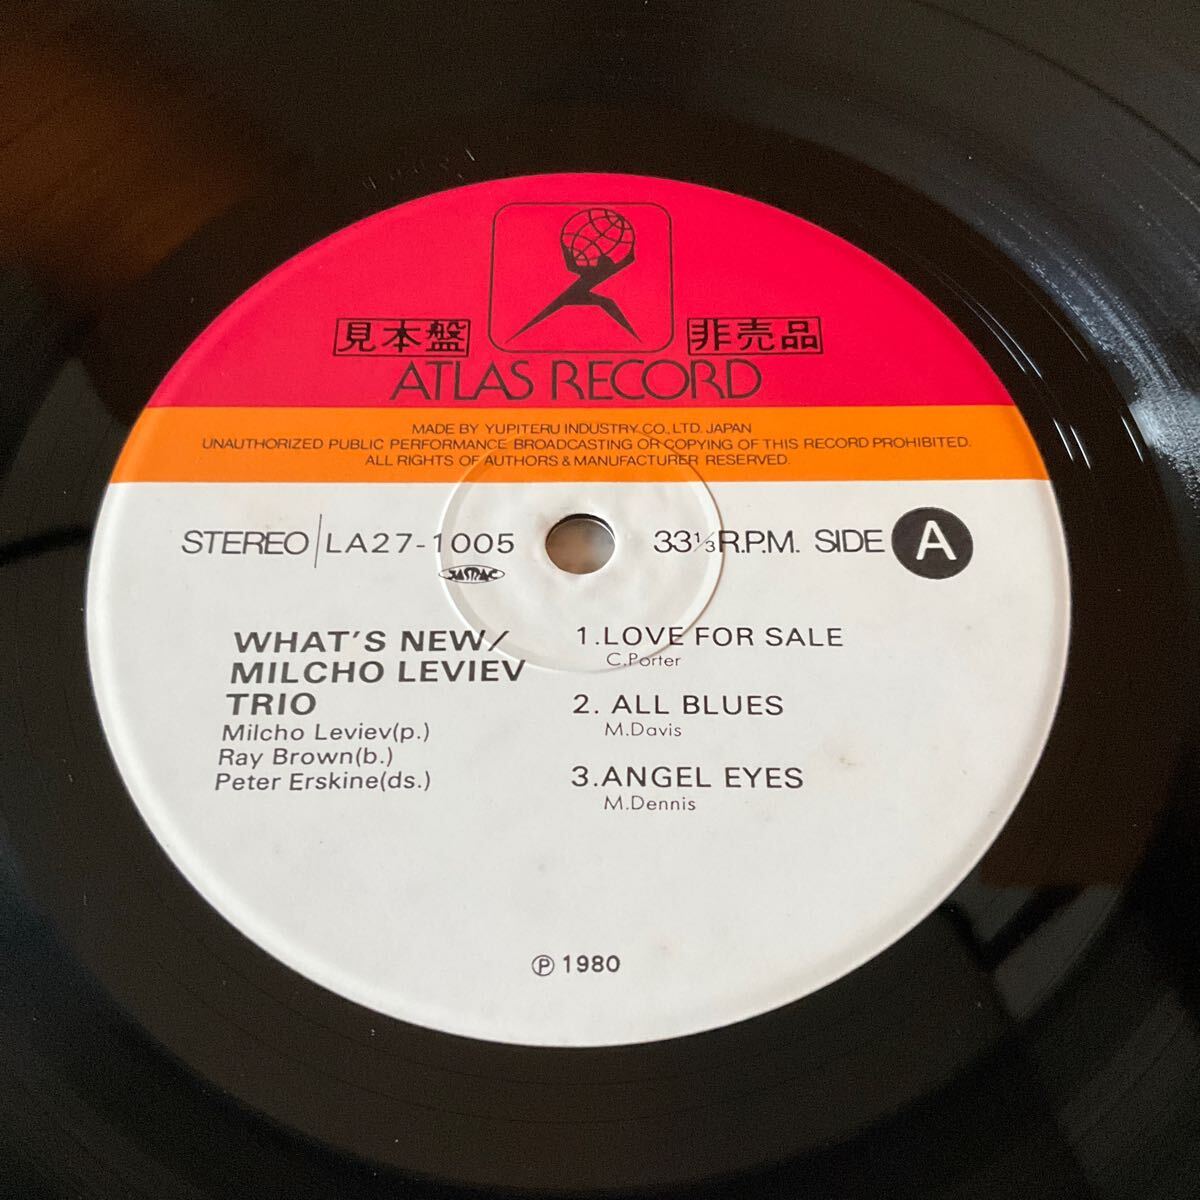 見本盤
非売品
ATLAS RECORD
MADE BY YUPITERU INDUSTRY CO., LTD. JAPAN
UNAUTHORIZED PUBLIC PERFORMANCE BROADCASTING OR COPYING OF THIS RECORD PROHIBITED.
ALL RIGHTS OF AUTHORS & MANUFACTURER RESERVED.
STEREO / LA27-1005
33⅓ R.P.M. SIDE A
JASRAC
WHAT'S NEW/
MILCHO LEVIEV
TRIO
Milcho Leviev(p.)
Ray Brown(b.)
Peter Erskine(ds.)
1.LOVE FOR SALE
C.Porter
2. ALL BLUES
M.Davis
3.ANGEL EYES
M.Dennis
℗ 1980